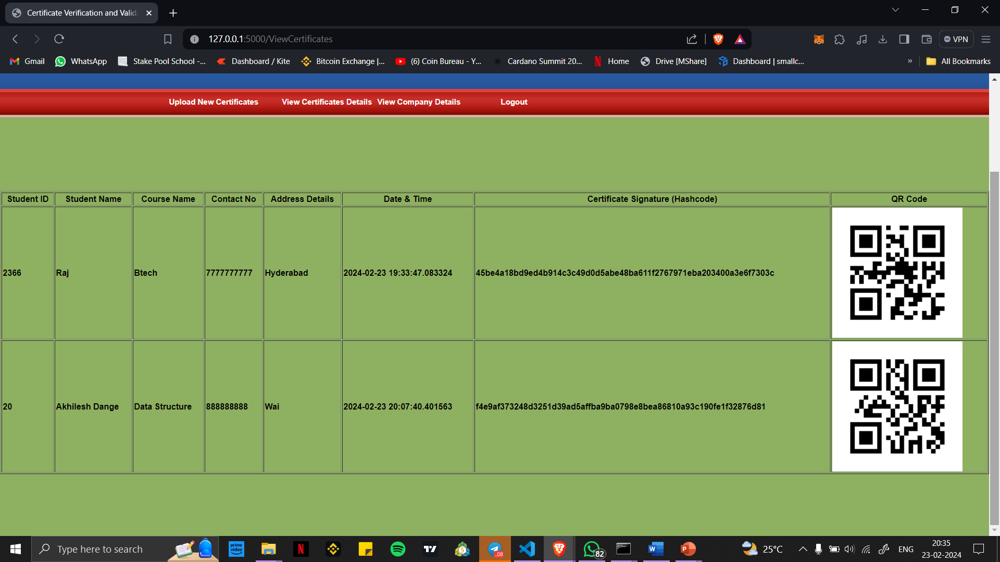 Certificate Verification and Valid
127.0.0.1:5000/ViewCertificates
VPN
Gmail
WhatsApp
Stake Pool School -...
Dashboard / Kite
Bitcoin Exchange |...
(6) Coin Bureau - Y...
Cardano Summit 20...
Home
Drive [MShare]
Dashboard | smallc...
»
All Bookmarks
Upload New Certificates View Certificates Details View Company Details Logout
Student ID Student Name Course Name Contact No Address Details Date & Time Certificate Signature (Hashcode) QR Code
2366 Raj Btech 7777777777 Hyderabad 2024-02-23 19:33:47.083324 45be4a18bd9ed4b914c3c49d0d5abe48ba611f2767971eba203400a3e6f7303c
20 Akhilesh Dange Data Structure 888888888 Wai 2024-02-23 20:07:40.401563 f4e9af373248d3251d39ad5affba9ba0798e8bea86810a93c190fe1f32876d81
Type here to search
prime
video
..08
82
25°C
ENG
20:35
23-02-2024